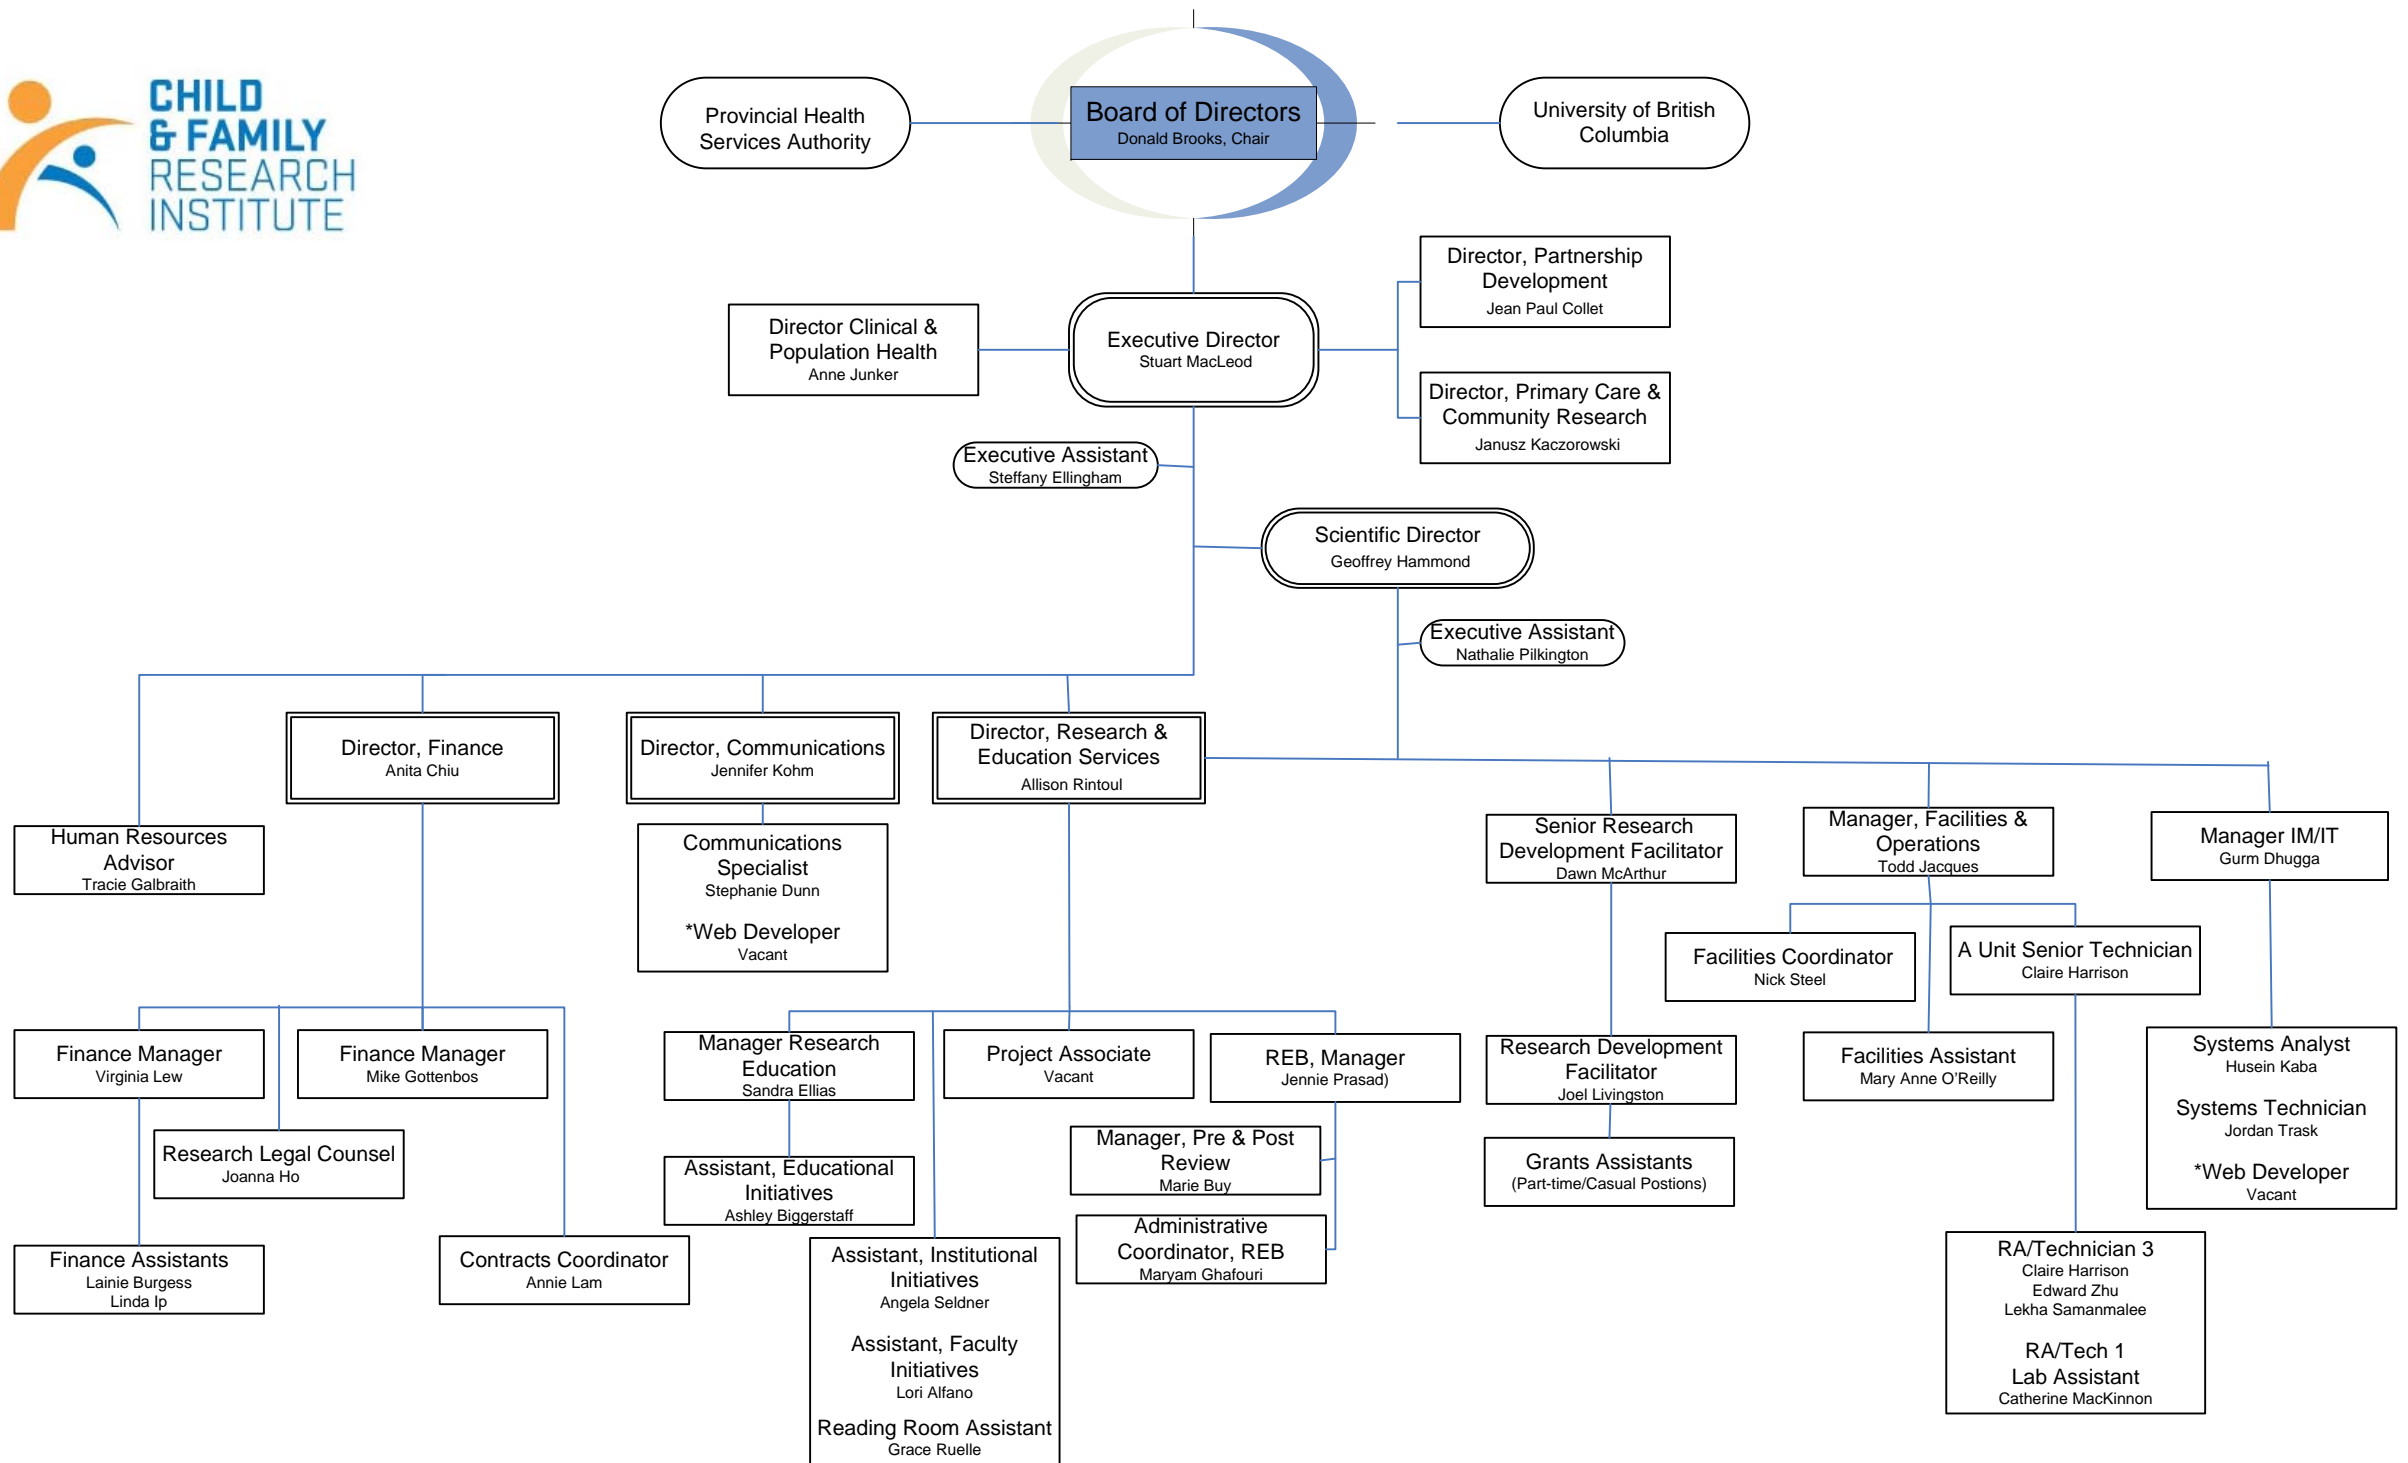 CHILD
& FAMILY
RESEARCH
INSTITUTE
Provincial Health
Services Authority
Board of Directors
Donald Brooks, Chair
University of British
Columbia
Director, Partnership
Development
Jean Paul Collet
Director Clinical &
Population Health
Anne Junker
Executive Director
Stuart MacLeod
Director, Primary Care &
Community Research
Janusz Kaczorowski
Executive Assistant
Steffany Ellingham
Scientific Director
Geoffrey Hammond
Executive Assistant
Nathalie Pilkington
Director, Finance
Anita Chiu
Director, Communications
Jennifer Kohm
Director, Research &
Education Services
Allison Rintoul
Human Resources
Advisor
Tracie Galbraith
Communications
Specialist
Stephanie Dunn
*Web Developer
Vacant
Senior Research
Development Facilitator
Dawn McArthur
Manager, Facilities &
Operations
Todd Jacques
Manager IM/IT
Gurm Dhugga
Facilities Coordinator
Nick Steel
A Unit Senior Technician
Claire Harrison
Finance Manager
Virginia Lew
Finance Manager
Mike Gottenbos
Manager Research
Education
Sandra Ellias
Project Associate
Vacant
REB, Manager
Jennie Prasad)
Research Development
Facilitator
Joel Livingston
Facilities Assistant
Mary Anne O'Reilly
Systems Analyst
Husein Kaba
Systems Technician
Jordan Trask
*Web Developer
Vacant
Research Legal Counsel
Joanna Ho
Assistant, Educational
Initiatives
Ashley Biggerstaff
Manager, Pre & Post
Review
Marie Buy
Grants Assistants
(Part-time/Casual Postions)
Finance Assistants
Lainie Burgess
Linda Ip
Contracts Coordinator
Annie Lam
Assistant, Institutional
Initiatives
Angela Seldner
Assistant, Faculty
Initiatives
Lori Alfano
Reading Room Assistant
Grace Ruelle
Administrative
Coordinator, REB
Maryam Ghafouri
RA/Technician 3
Claire Harrison
Edward Zhu
Lekha Samanmalee
RA/Tech 1
Lab Assistant
Catherine MacKinnon